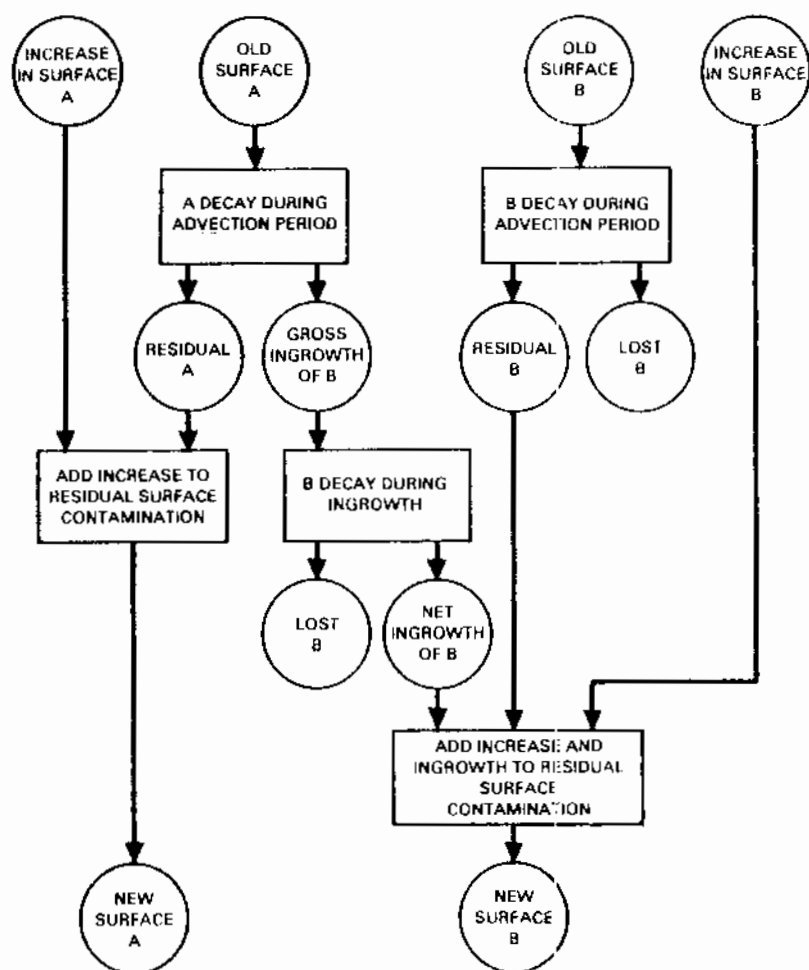 INCREASE
IN SURFACE
A
OLD
SURFACE
A
OLD
SURFACE
B
INCREASE
IN SURFACE
B
A DECAY DURING
ADVECTION PERIOD
B DECAY DURING
ADVECTION PERIOD
RESIDUAL
A
GROSS
INGROWTH
OF B
RESIDUAL
B
LOST
B
ADD INCREASE TO
RESIDUAL SURFACE
CONTAMINATION
B DECAY DURING
INGROWTH
LOST
B
NET
INGROWTH
OF B
ADD INCREASE AND
INGROWTH TO RESIDUAL
SURFACE
CONTAMINATION
NEW
SURFACE
A
NEW
SURFACE
B